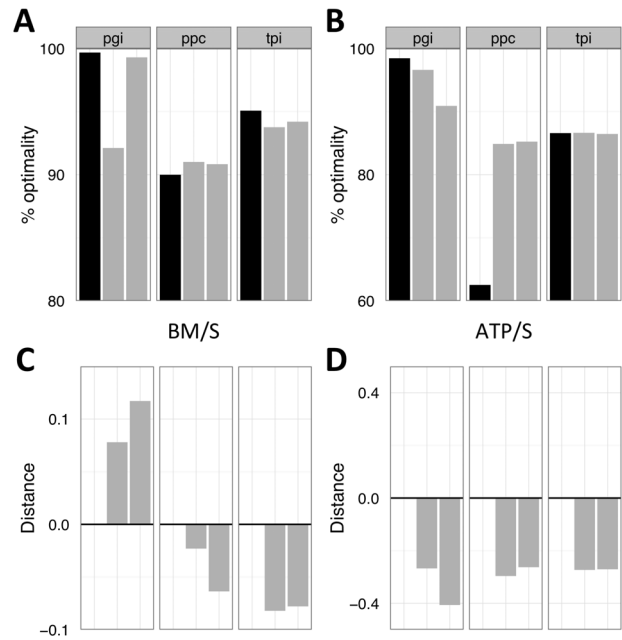 A
pgi ppc tpi
% optimality
100
90
80
B
pgi ppc tpi
% optimality
100
80
60
BM/S
ATP/S
C
Distance
0.1
0.0
−0.1
D
Distance
0.4
0.0
−0.4